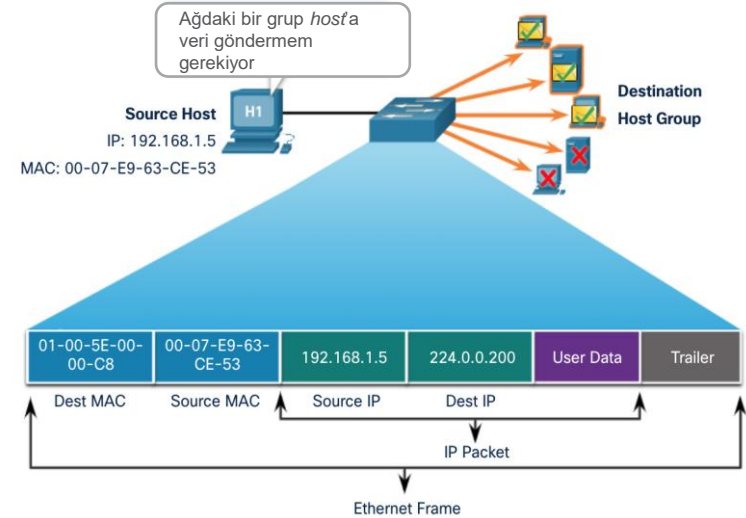 Ağdaki bir grup host'a
veri göndermem
gerekiyor
Source Host
IP: 192.168.1.5
MAC: 00-07-E9-63-CE-53
H1
Destination
Host Group
01-00-5E-00-
00-C8
00-07-E9-63-
CE-53
192.168.1.5
224.0.0.200
User Data
Trailer
Dest MAC
Source MAC
Source IP
Dest IP
IP Packet
Ethernet Frame